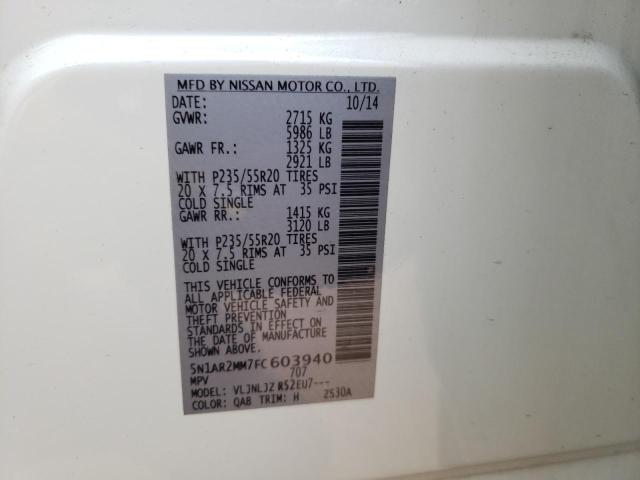 MFD BY NISSAN MOTOR CO., LTD.
DATE: 10/14
GVWR: 2715 KG
5986 LB
GAWR FR.: 1325 KG
2921 LB
WITH P235/55R20 TIRES
20 X 7.5 RIMS AT 35 PSI
COLD SINGLE
GAWR RR.: 1415 KG
3120 LB
WITH P235/55R20 TIRES
20 X 7.5 RIMS AT 35 PSI
COLD SINGLE
THIS VEHICLE CONFORMS TO
ALL APPLICABLE FEDERAL
MOTOR VEHICLE SAFETY AND
THEFT PREVENTION
STANDARDS IN EFFECT ON
THE DATE OF MANUFACTURE
SHOWN ABOVE.
5N1AR2MM7FC603940
MPV 707
MODEL: VLJNLJZ R52EU7---
COLOR: QAB TRIM: H ZS30A